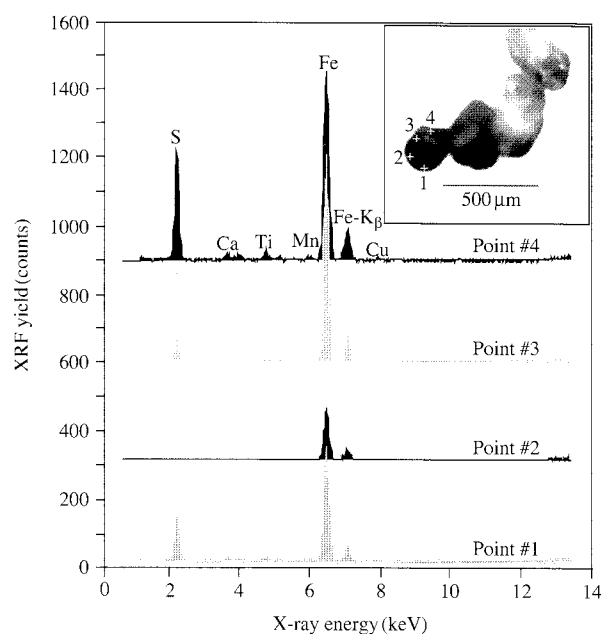 1600
1400
1200
1000
800
600
400
200
0
XRF yield (counts)
S
Fe
Ca
Ti
Mn
Fe-Kβ
Cu
Point #4
Point #3
Point #2
Point #1
3
4
2
1
500 μm
0
2
4
6
8
10
12
14
X-ray energy (keV)